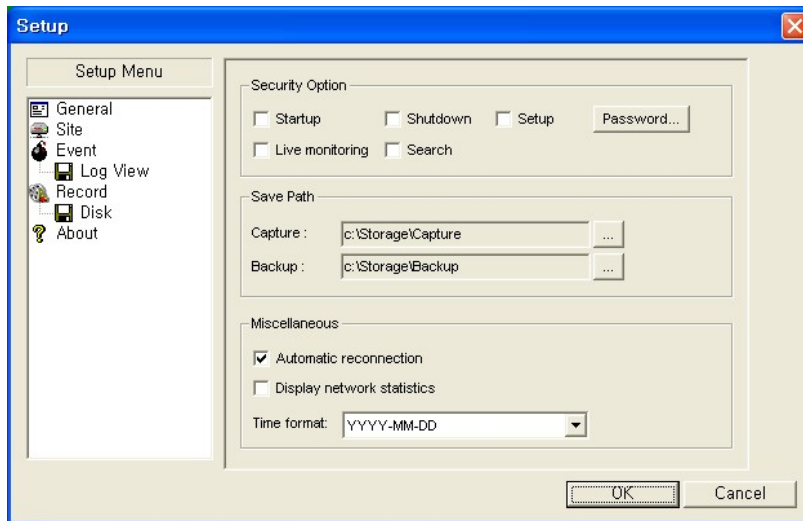 Setup
Setup Menu
General
Site
Event
Log View
Record
Disk
About
Security Option
Startup Shutdown Setup Password...
Live monitoring Search
Save Path
Capture : c:\Storage\Capture ...
Backup : c:\Storage\Backup ...
Miscellaneous
Automatic reconnection
Display network statistics
Time format: YYYY-MM-DD
OK Cancel